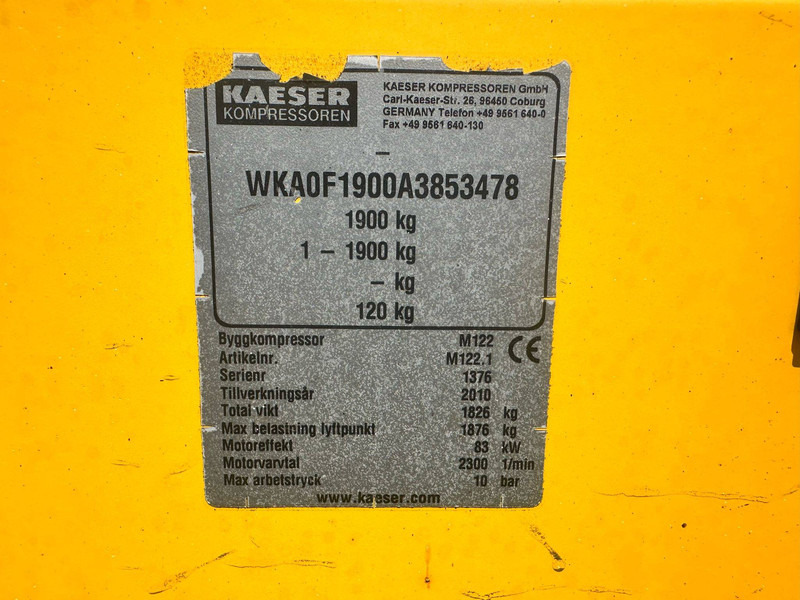 KAESER
KOMPRESSOREN
KAESER KOMPRESSOREN GmbH
Carl-Kaeser-Str. 26, 96450 Coburg
GERMANY Telefon +49 9561 640-0
Fax +49 9561 640-130
–
WKA0F1900A3853478
1900 kg
1 – 1900 kg
– kg
120 kg
Byggkompressor M122
Artikelnr. M122.1
Serienr 1376
Tillverkningsår 2010
Total vikt 1826 kg
Max belastning lyftpunkt 1876 kg
Motoreffekt 83 kW
Motorvarvtal 2300 1/min
Max arbetstryck 10 bar
CE
www.kaeser.com